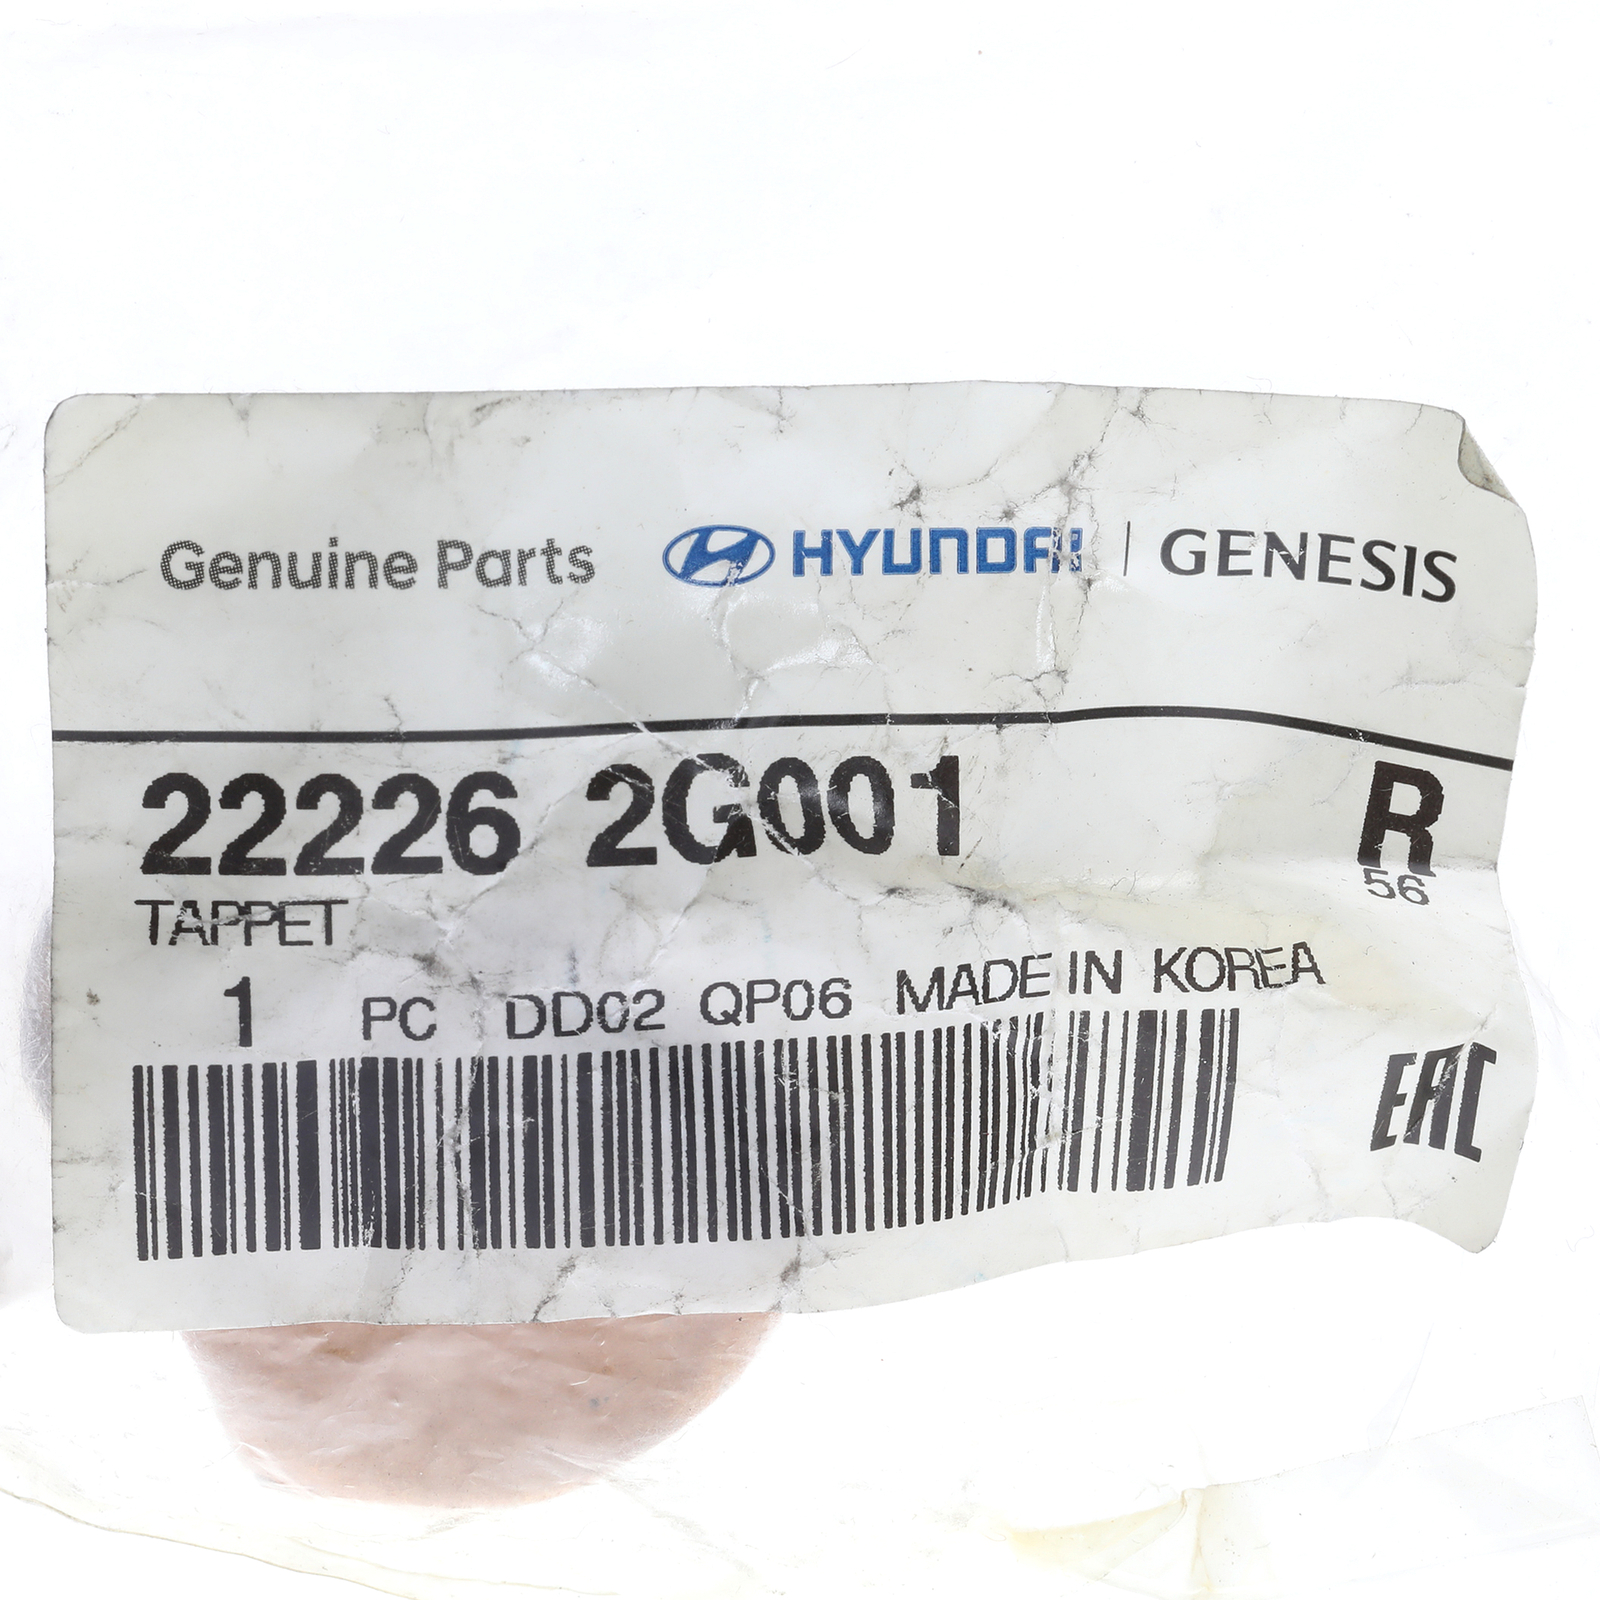 Genuine Parts HYUNDAI | GENESIS
22226 2G001 R
56
TAPPET
1 PC DD02 QP06 MADE IN KOREA
EAC